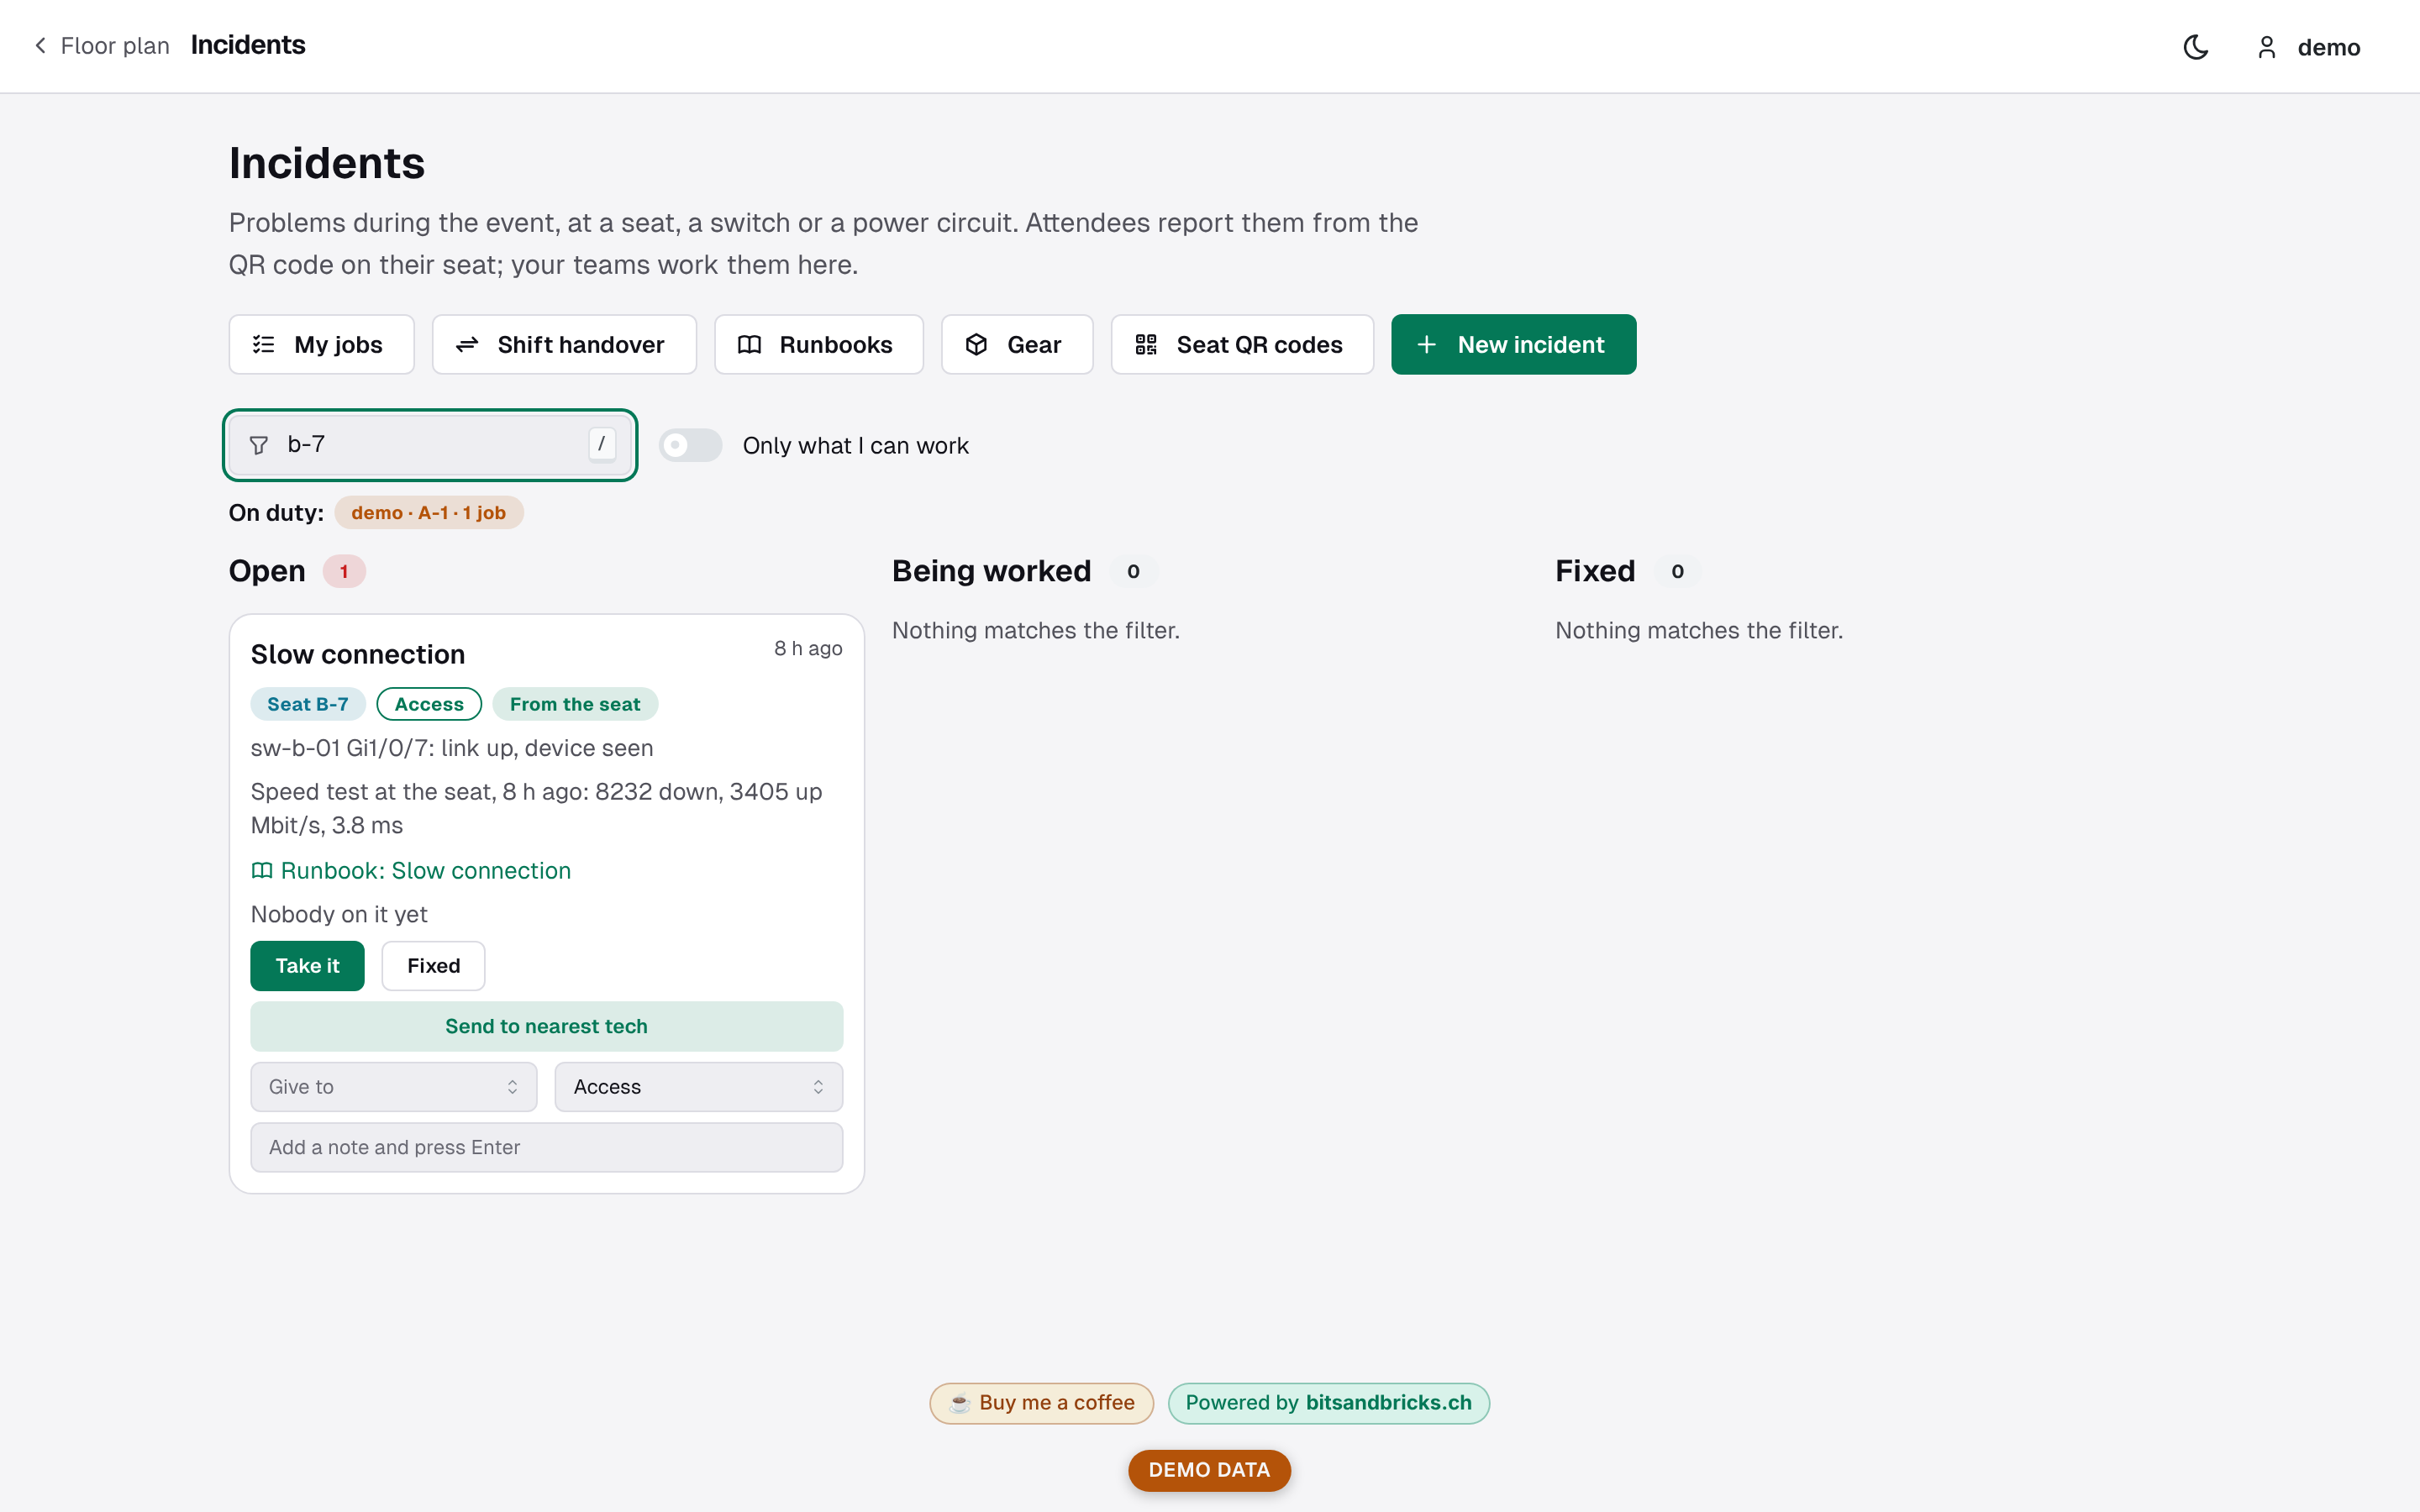 Floor plan Incidents demo
Incidents
Problems during the event, at a seat, a switch or a power circuit. Attendees report them from the
QR code on their seat; your teams work them here.
My jobs Shift handover Runbooks Gear Seat QR codes + New incident
b-7 / Only what I can work
On duty: demo · A-1 · 1 job
Open 1
Being worked 0
Fixed 0
Slow connection 8 h ago
Seat B-7 Access From the seat
sw-b-01 Gi1/0/7: link up, device seen
Speed test at the seat, 8 h ago: 8232 down, 3405 up
Mbit/s, 3.8 ms
Runbook: Slow connection
Nobody on it yet
Take it Fixed
Send to nearest tech
Give to Access
Add a note and press Enter
Nothing matches the filter.
Nothing matches the filter.
Buy me a coffee Powered by bitsandbricks.ch
DEMO DATA